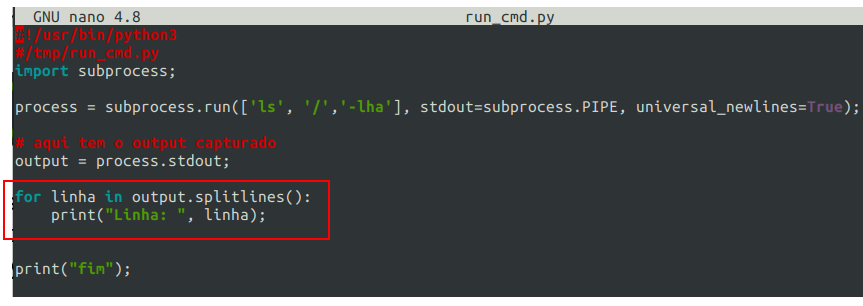 GNU nano 4.8 run_cmd.py
#!/usr/bin/python3
#/tmp/run_cmd.py
import subprocess;
process = subprocess.run(['ls', '/','-lha'], stdout=subprocess.PIPE, universal_newlines=True);
# aqui tem o output capturado
output = process.stdout;
for linha in output.splitlines():
    print("Linha: ", linha);
print("fim");